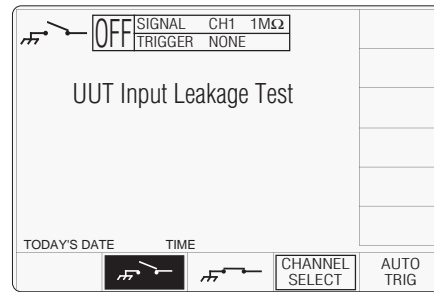 OFF SIGNAL CH1 1MΩ
TRIGGER NONE
UUT Input Leakage Test
TODAY'S DATE TIME
CHANNEL SELECT
AUTO TRIG